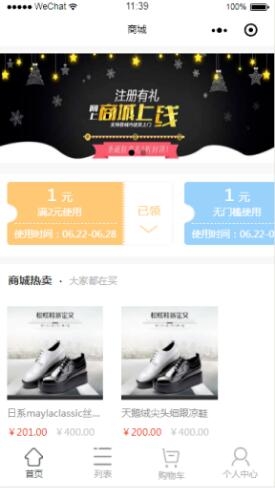 WeChat
11:39
100%
商城
注册有礼
网上
商城上线
1 元
满2元使用
使用时间：06.22-06.28
已领
1 元
无门槛使用
使用时间：06.22
商城热卖 · 大家都在买
日系maylaclassic丝...
¥201.00 ¥400.00
天鹅绒尖头细跟凉鞋
¥200.00 ¥400.00
首页
列表
购物车
个人中心